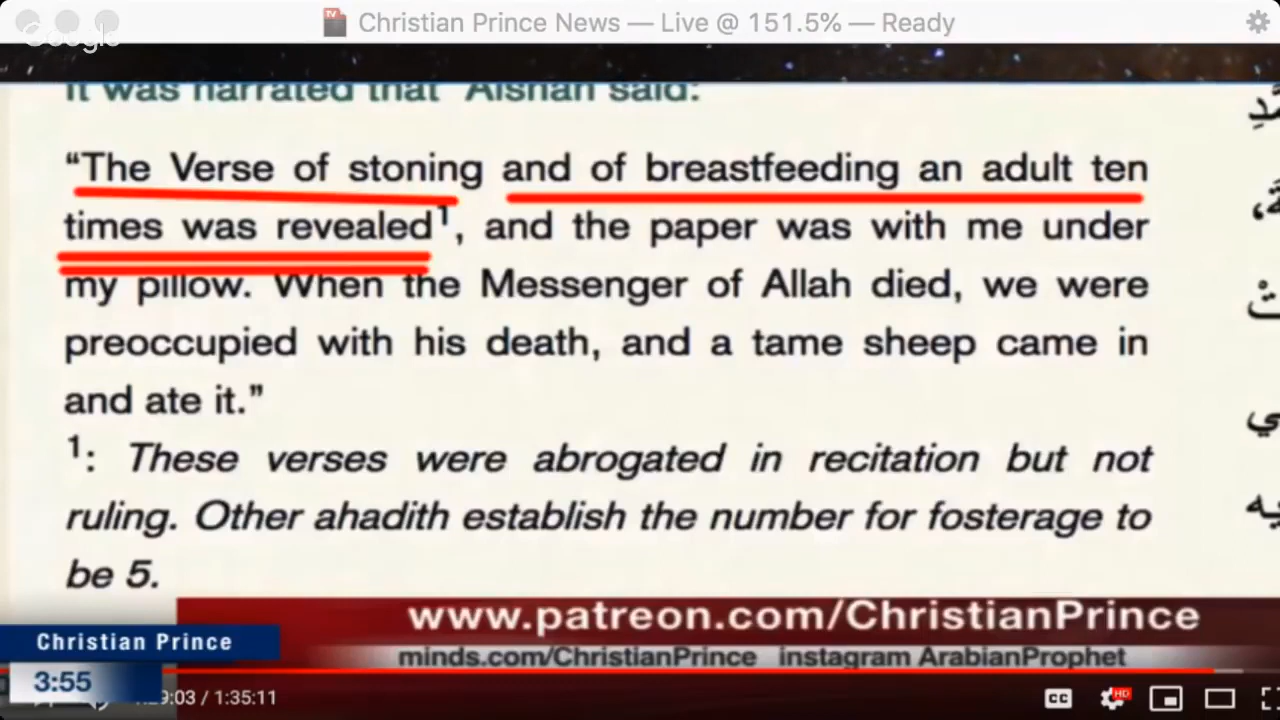 Christian Prince News — Live @ 151.5% — Ready
Google
It was narrated that 'Aishah said:
“The Verse of stoning and of breastfeeding an adult ten
times was revealed¹, and the paper was with me under
my pillow. When the Messenger of Allah died, we were
preoccupied with his death, and a tame sheep came in
and ate it.”
¹: These verses were abrogated in recitation but not
ruling. Other ahadith establish the number for fosterage to
be 5.
www.patreon.com/ChristianPrince
Christian Prince
minds.com/ChristianPrince instagram ArabianProphet
3:55
/ 1:35:11
CC
HD